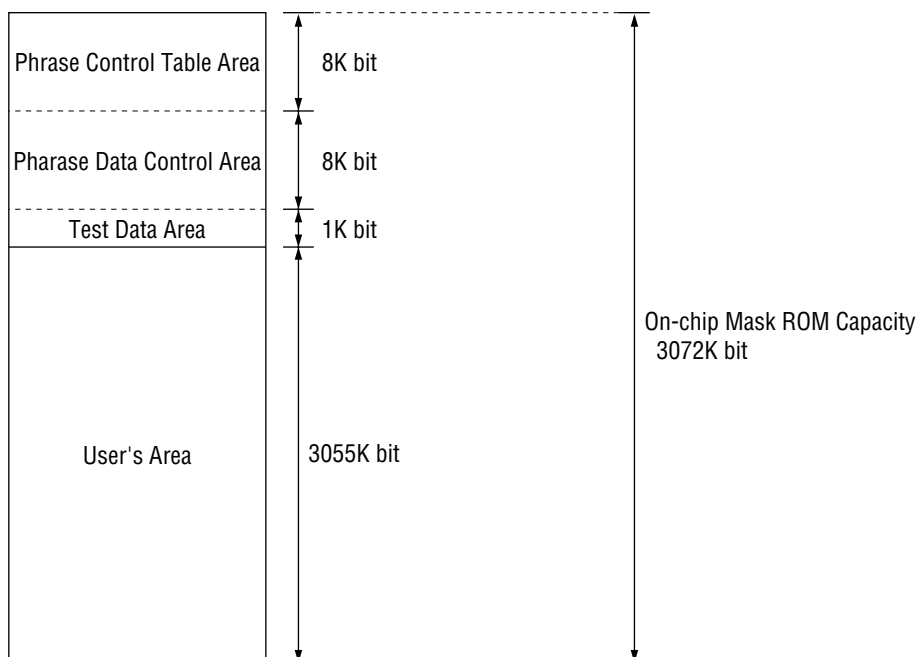 Phrase Control Table Area
8K bit
Pharase Data Control Area
8K bit
Test Data Area
1K bit
On-chip Mask ROM Capacity
3072K bit
User's Area
3055K bit